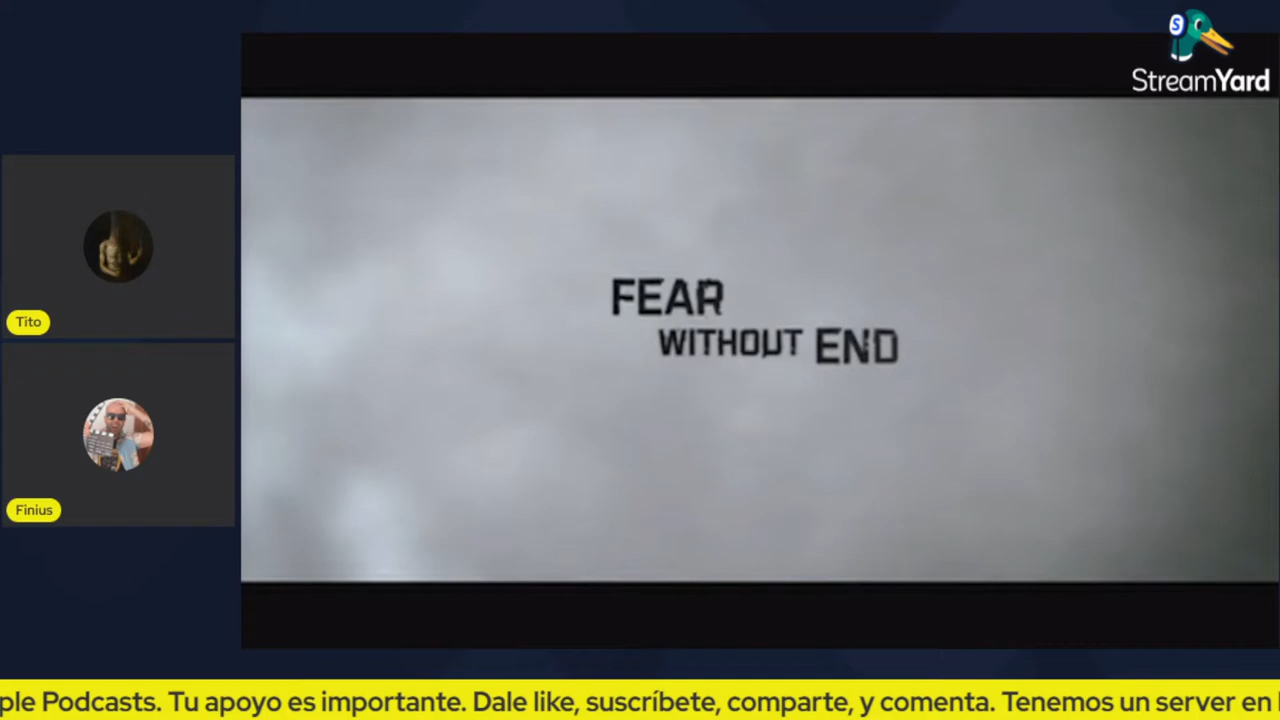 StreamYard
FEAR
WITHOUT END
Tito
Finius
ple Podcasts. Tu apoyo es importante. Dale like, suscríbete, comparte, y comenta. Tenemos un server en